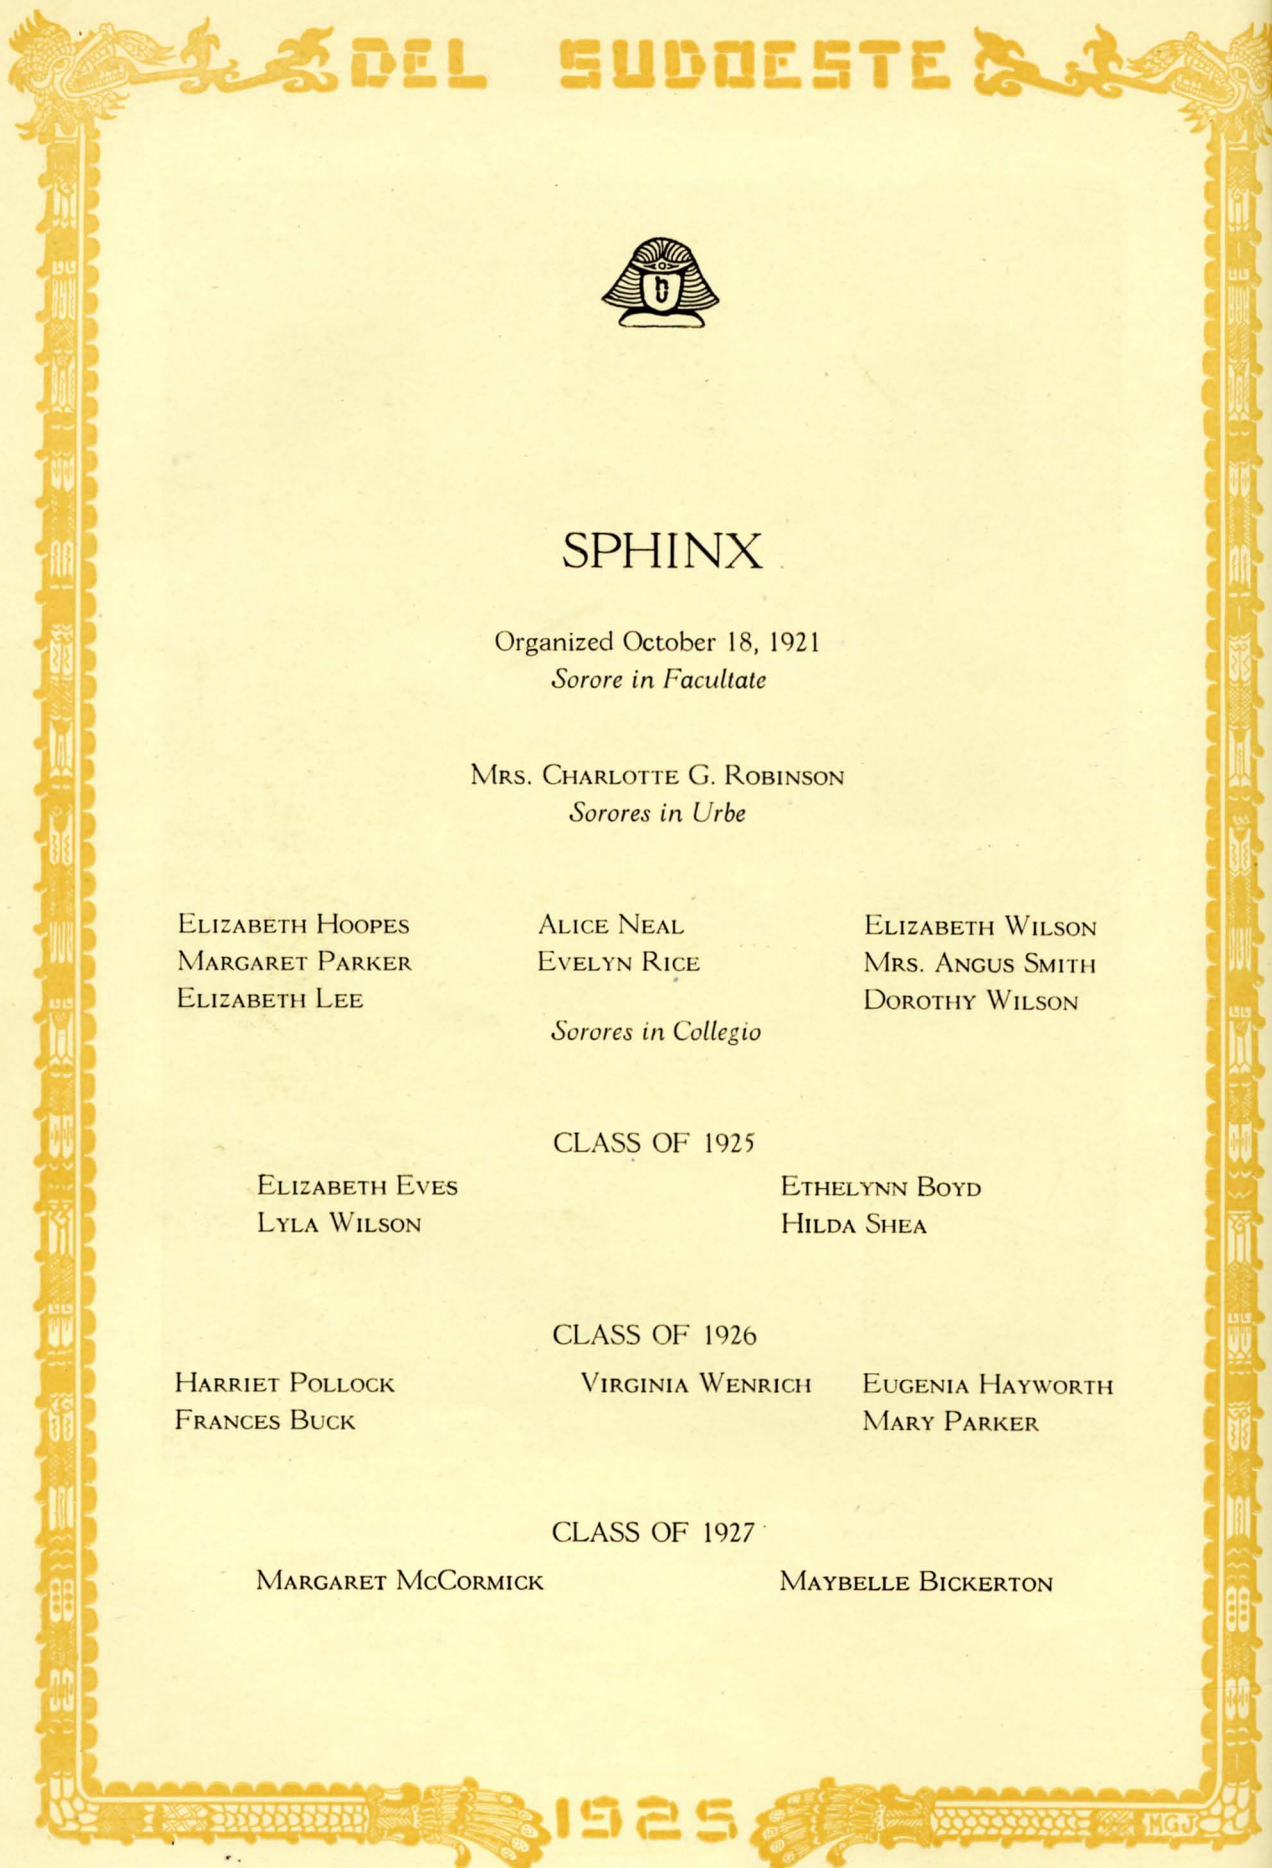 DEL SUDOESTE
SPHINX
Organized October 18, 1921
Sorore in Facultate
MRS. CHARLOTTE G. ROBINSON
Sorores in Urbe
ELIZABETH HOOPES ALICE NEAL ELIZABETH WILSON
MARGARET PARKER EVELYN RICE MRS. ANGUS SMITH
ELIZABETH LEE DOROTHY WILSON
Sorores in Collegio
CLASS OF 1925
ELIZABETH EVES ETHELYNN BOYD
LYLA WILSON HILDA SHEA
CLASS OF 1926
HARRIET POLLOCK VIRGINIA WENRICH EUGENIA HAYWORTH
FRANCES BUCK MARY PARKER
CLASS OF 1927
MARGARET MCCORMICK MAYBELLE BICKERTON
1925
MGJ